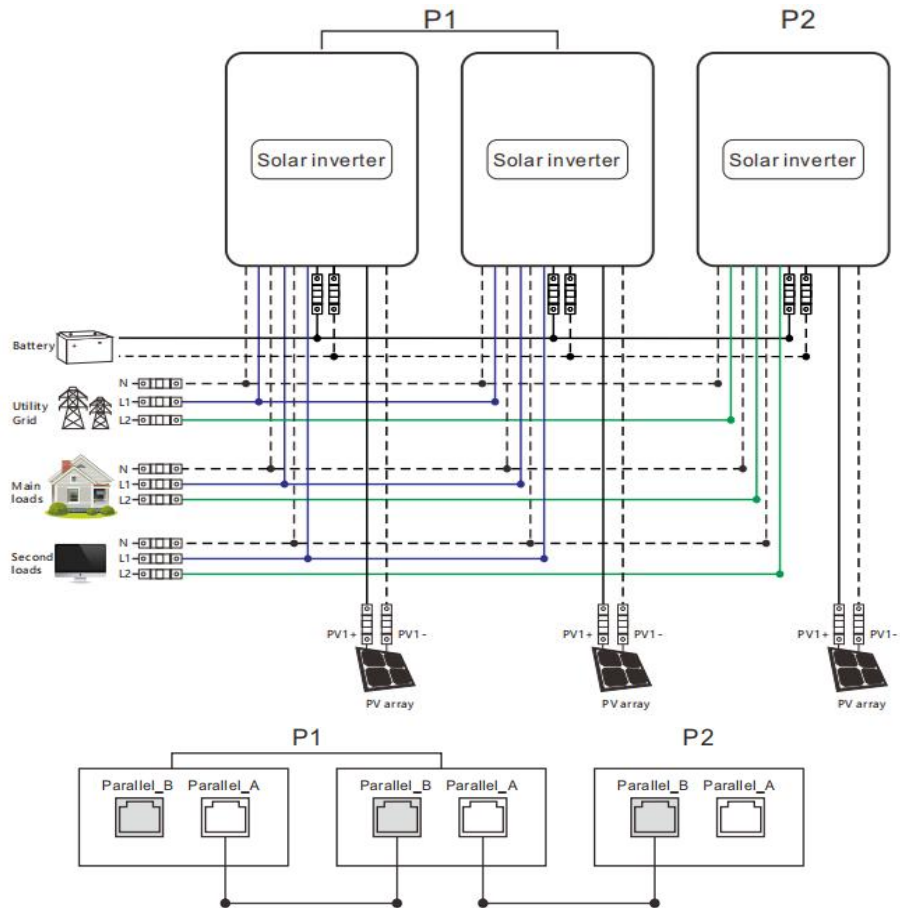 P1
P2
Solar inverter
Solar inverter
Solar inverter
Battery
N
Utility
Grid
L1
L2
N
Main
loads
L1
L2
N
Second
loads
L1
L2
PV1+
PV1-
PV1+
PV1-
PV1+
PV1-
PV array
PV array
PV array
P1
P2
Parallel_B
Parallel_A
Parallel_B
Parallel_A
Parallel_B
Parallel_A